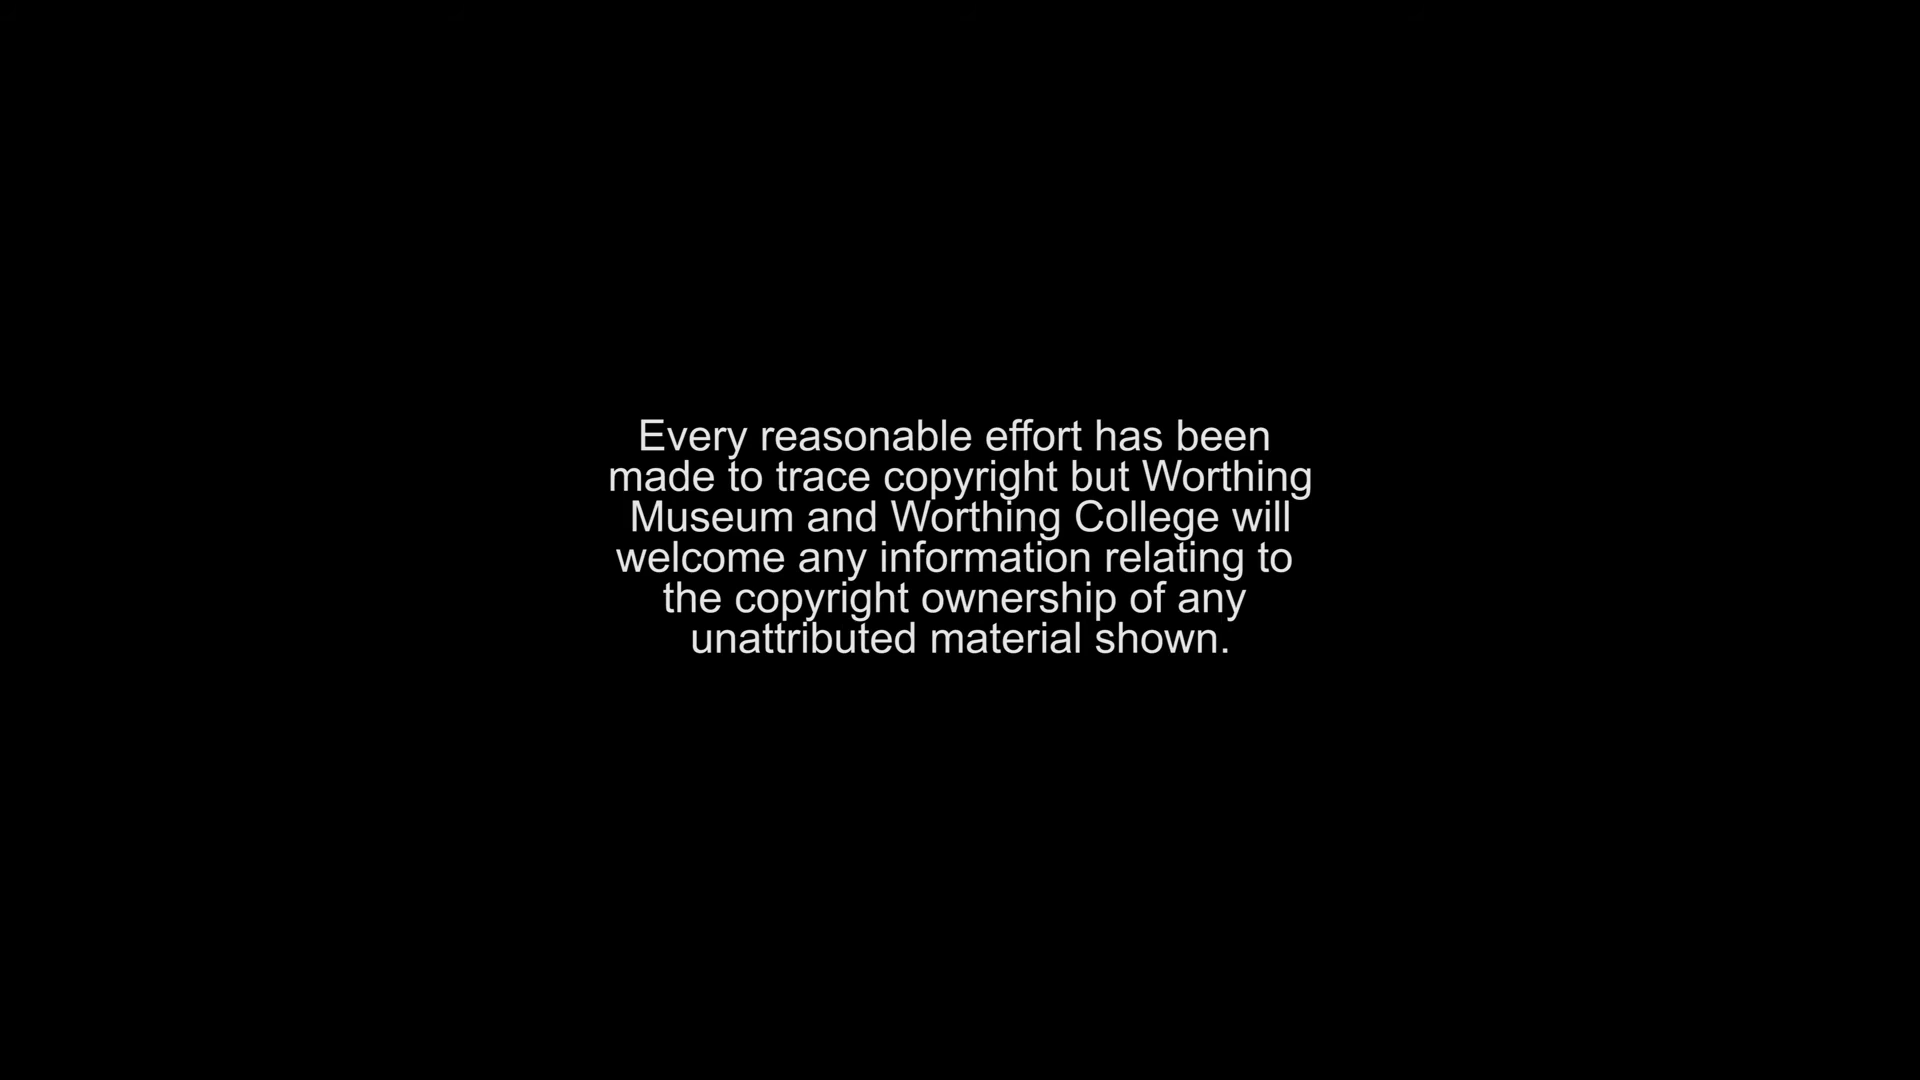 Every reasonable effort has been
made to trace copyright but Worthing
Museum and Worthing College will
welcome any information relating to
the copyright ownership of any
unattributed material shown.